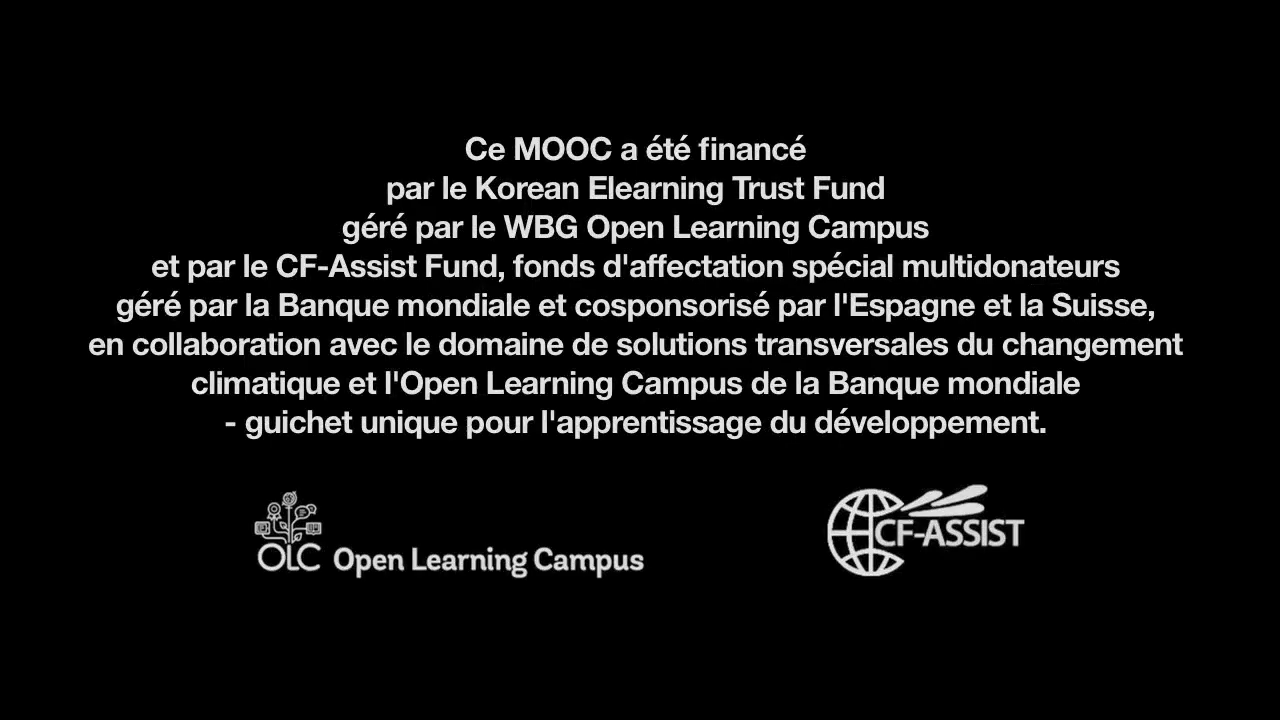 Ce MOOC a été financé
par le Korean Elearning Trust Fund
géré par le WBG Open Learning Campus
et par le CF-Assist Fund, fonds d'affectation spécial multidonateurs
géré par la Banque mondiale et cosponsorisé par l'Espagne et la Suisse,
en collaboration avec le domaine de solutions transversales du changement
climatique et l'Open Learning Campus de la Banque mondiale
- guichet unique pour l'apprentissage du développement.
OLC Open Learning Campus
CF-ASSIST